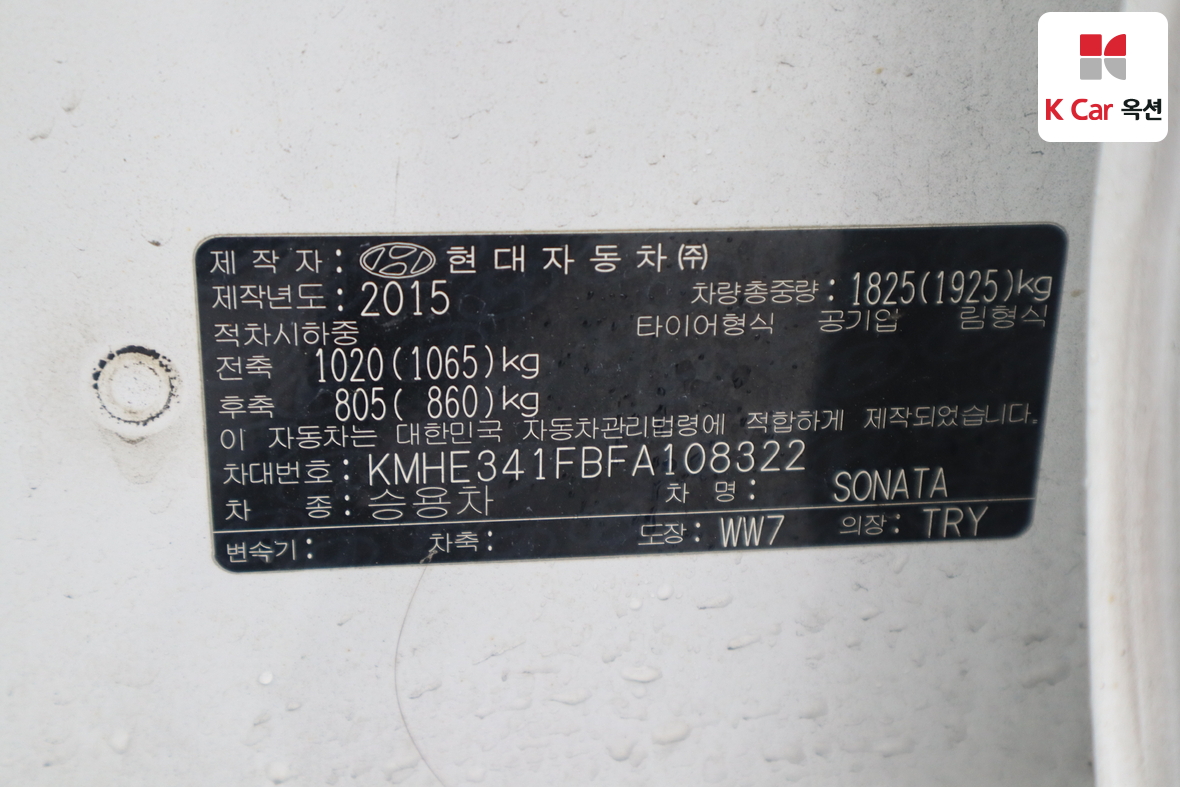 K Car 옥션
제 작 자 : 현 대 자 동 차 ㈜
제작년도 : 2015 차량총중량 : 1825(1925)kg
적차시하중 타이어형식 공기압 림형식
전축 1020(1065)kg
후축 805( 860)kg
이 자동차는 대한민국 자동차관리법령에 적합하게 제작되었습니다.
차대번호 : KMHE341FBFA108322
차 종 : 승용차 차 명 : SONATA
변속기 : 차축 : 도장 : WW7 의장 : TRY